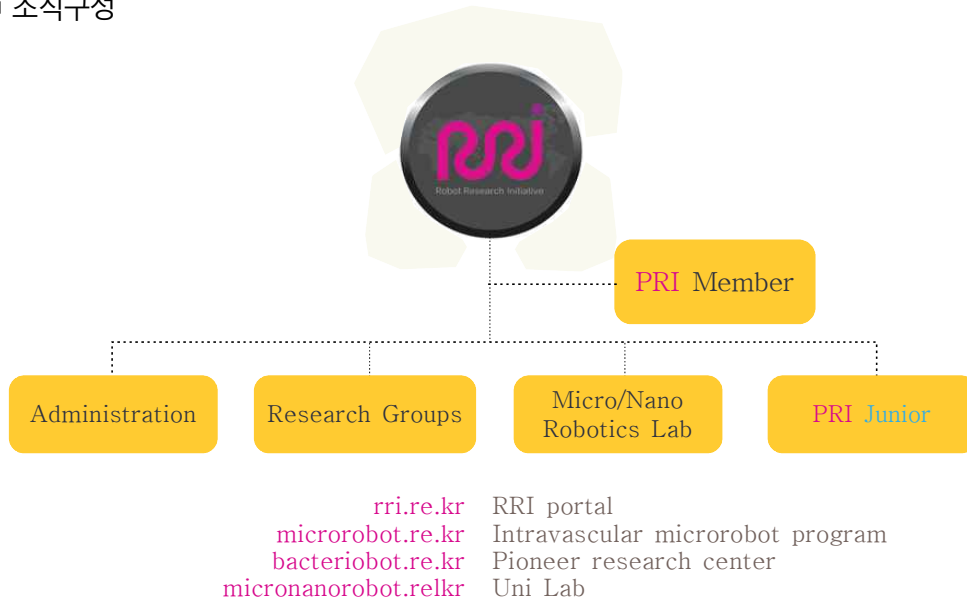 조직구성
RRI
Robot Research Initiative
PRI Member
Administration
Research Groups
Micro/Nano
Robotics Lab
PRI Junior
rri.re.kr RRI portal
microrobot.re.kr Intravascular microrobot program
bacteriobot.re.kr Pioneer research center
micronanorobot.relkr Uni Lab